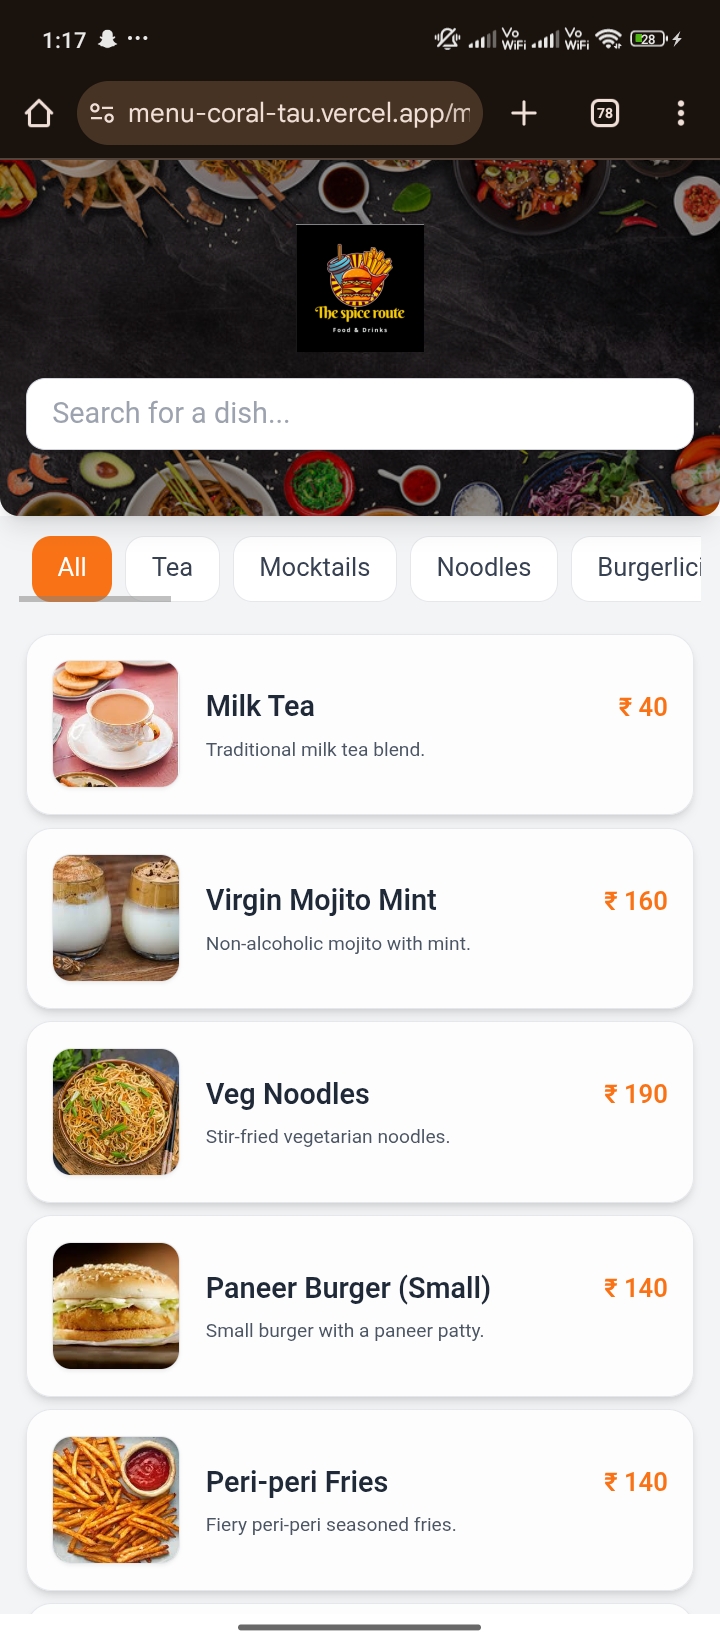 1:17
Vo WiFi
Vo WiFi
28
menu-coral-tau.vercel.app/m
78
The spice route
Food & Drinks
Search for a dish...
All
Tea
Mocktails
Noodles
Burgerlici
Milk Tea
₹ 40
Traditional milk tea blend.
Virgin Mojito Mint
₹ 160
Non-alcoholic mojito with mint.
Veg Noodles
₹ 190
Stir-fried vegetarian noodles.
Paneer Burger (Small)
₹ 140
Small burger with a paneer patty.
Peri-peri Fries
₹ 140
Fiery peri-peri seasoned fries.